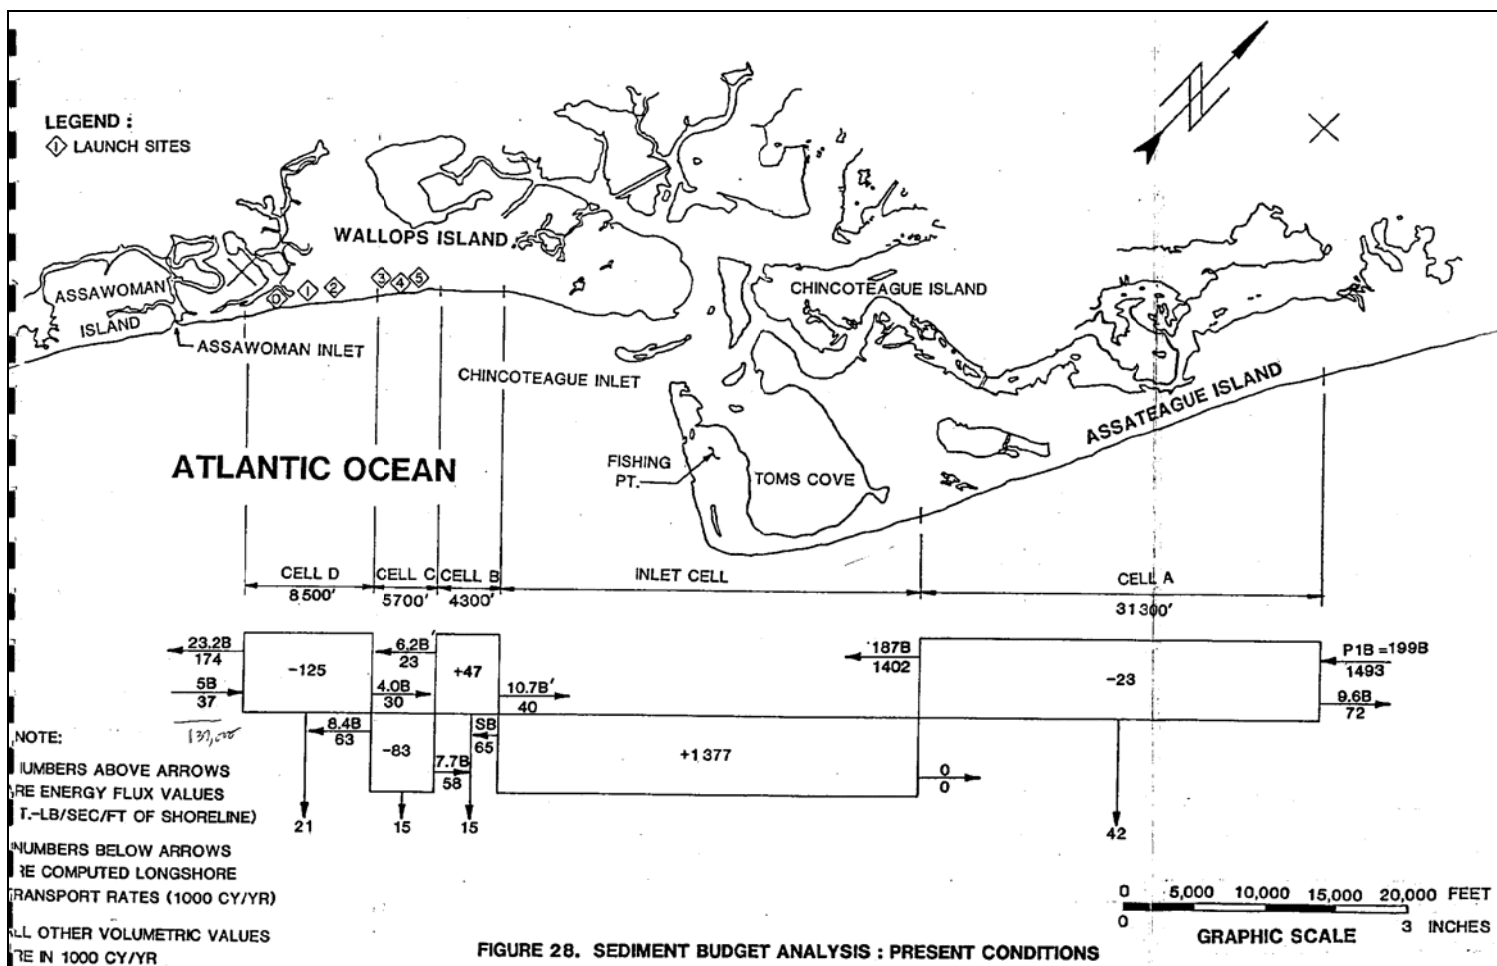 LEGEND :
1 LAUNCH SITES
WALLOPS ISLAND.
ASSAWOMAN
ISLAND
0
1
2
3
4
5
ASSAWOMAN INLET
CHINCOTEAGUE ISLAND
CHINCOTEAGUE INLET
ASSATEAGUE ISLAND
ATLANTIC OCEAN
FISHING
PT.
TOMS COVE
CELL D
8500'
CELL C
5700'
CELL B
4300'
INLET CELL
CELL A
31300'
23.2B
174
5B
37
-125
6.2B'
23
4.0B
30
+47
10.7B'
40
187B
1402
-23
P1B =199B
1493
9.6B
72
8.4B
63
-83
7.7B
58
SB
65
+1377
0
0
21
15
15
42
NOTE:
NUMBERS ABOVE ARROWS
RE ENERGY FLUX VALUES
T.-LB/SEC/FT OF SHORELINE)
NUMBERS BELOW ARROWS
RE COMPUTED LONGSHORE
RANSPORT RATES (1000 CY/YR)
LL OTHER VOLUMETRIC VALUES
RE IN 1000 CY/YR
0 5,000 10,000 15,000 20,000 FEET
0 3 INCHES
GRAPHIC SCALE
FIGURE 28. SEDIMENT BUDGET ANALYSIS : PRESENT CONDITIONS